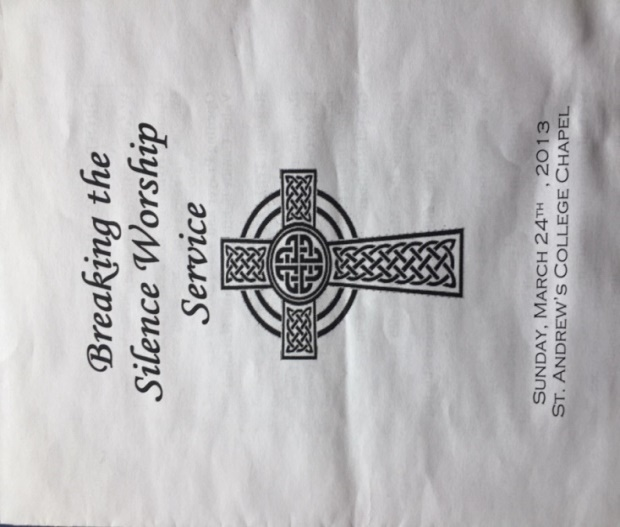 Breaking the
Silence Worship
Service
SUNDAY, MARCH 24TH , 2013
ST. ANDREW'S COLLEGE CHAPEL